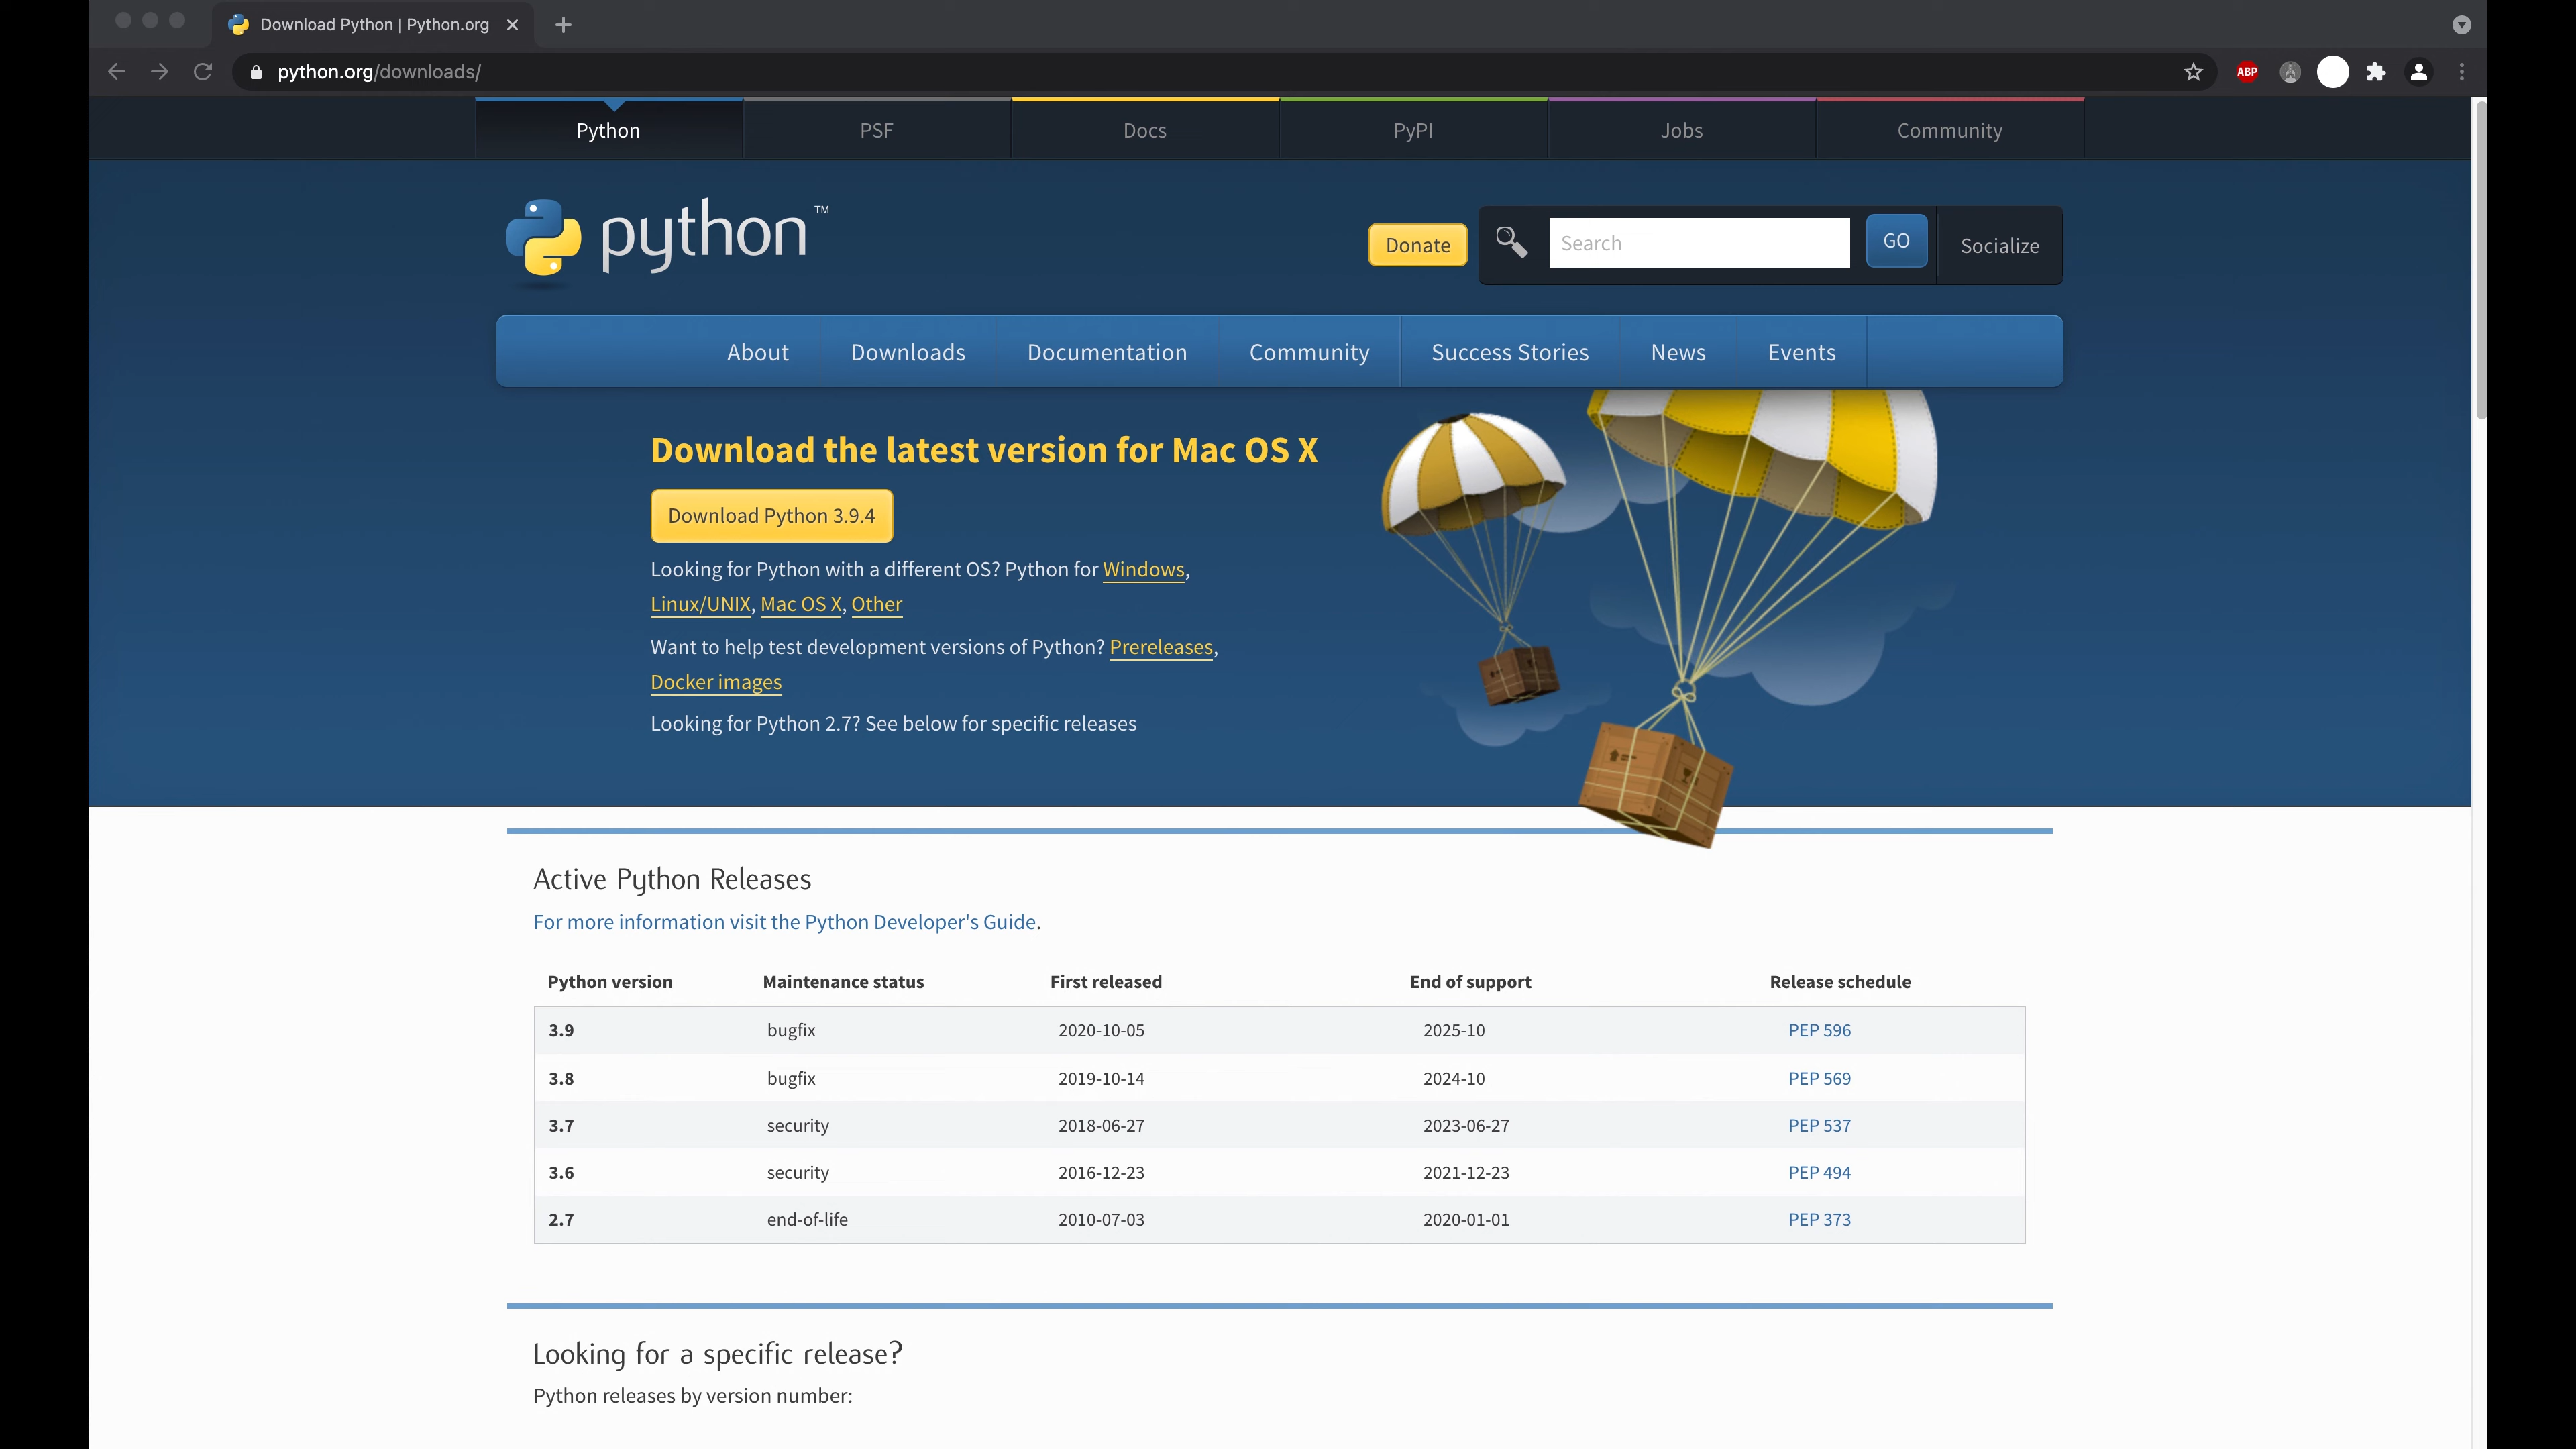 Download Python | Python.org
python.org/downloads/
ABP
Python PSF Docs PyPI Jobs Community
python™
Donate Search GO Socialize
About Downloads Documentation Community Success Stories News Events
Download the latest version for Mac OS X
Download Python 3.9.4
Looking for Python with a different OS? Python for Windows,
Linux/UNIX, Mac OS X, Other
Want to help test development versions of Python? Prereleases,
Docker images
Looking for Python 2.7? See below for specific releases
Active Python Releases
For more information visit the Python Developer's Guide.
Python version Maintenance status First released End of support Release schedule
3.9 bugfix 2020-10-05 2025-10 PEP 596
3.8 bugfix 2019-10-14 2024-10 PEP 569
3.7 security 2018-06-27 2023-06-27 PEP 537
3.6 security 2016-12-23 2021-12-23 PEP 494
2.7 end-of-life 2010-07-03 2020-01-01 PEP 373
Looking for a specific release?
Python releases by version number: